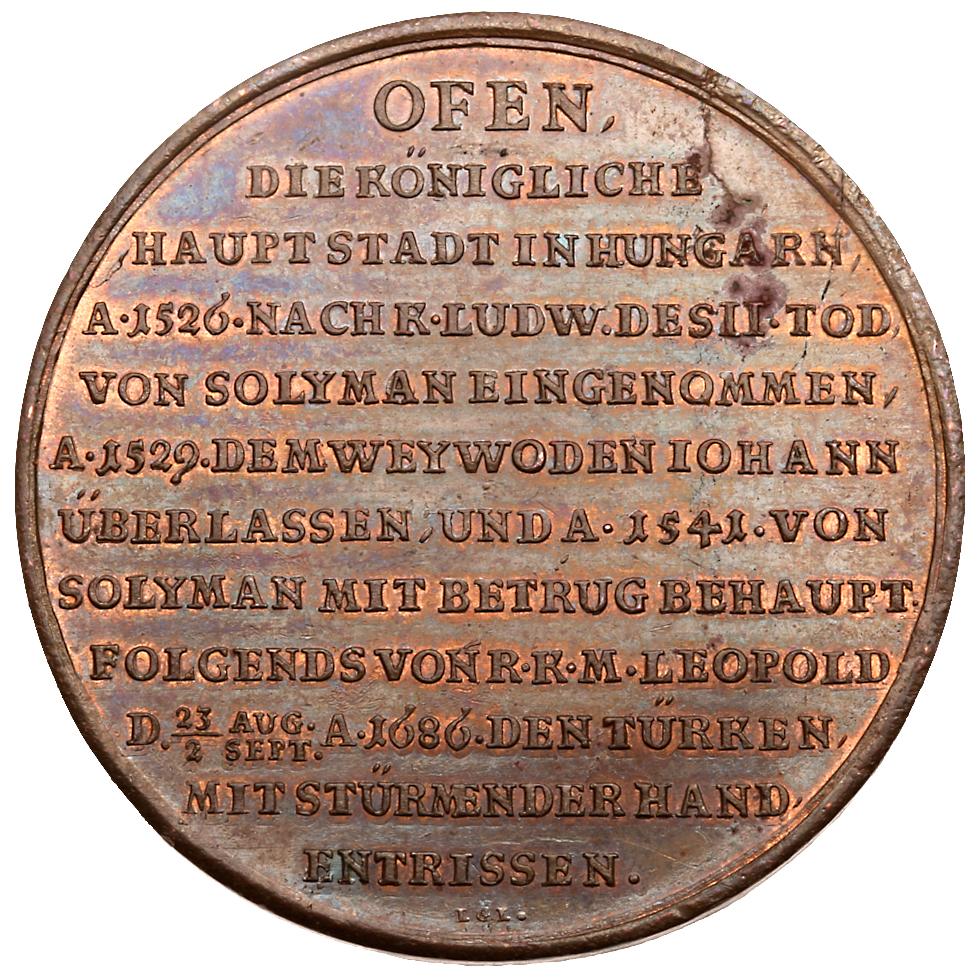 OFEN,
DIE KÖNIGLICHE
HAUPT STADT IN HUNGARN
A·1526·NACH K·LUDW. DES II·TOD,
VON SOLYMAN EINGENOMMEN,
A·1529. DEM WEYWODEN IOHANN
ÜBERLASSEN, UND A·1541·VON
SOLYMAN MIT BETRUG BEHAUPT.
FOLGENDS VON R·K·M·LEOPOLD
D. 23/2 AUG./SEPT. A·1686·DEN TÜRKEN,
MIT STÜRMENDER HAND,
ENTRISSEN.
I.G.L.